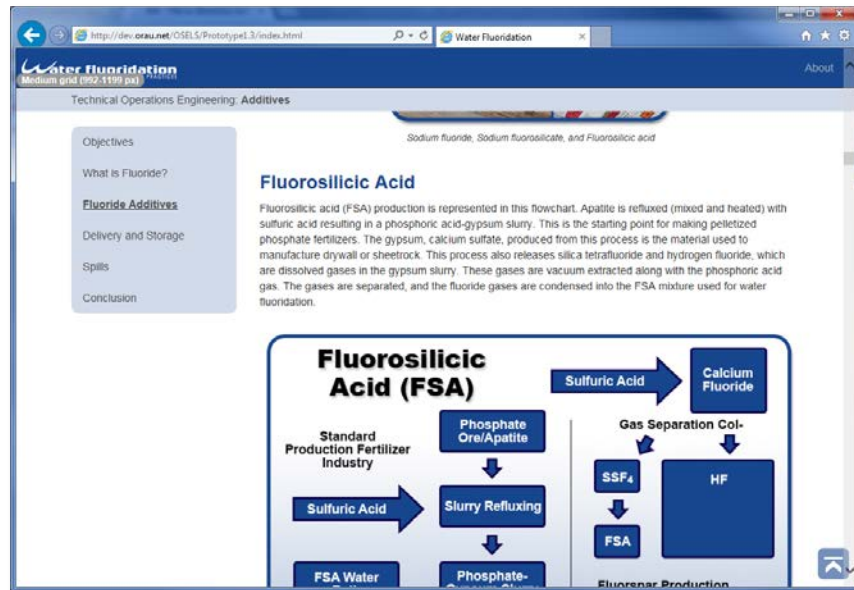 http://dev.orau.net/OSELS/Prototype1.3/index.html
Water Fluoridation
Water Fluoridation
PRACTICES
Medium grid (992-1199 px)
About
Technical Operations Engineering: Additives
Objectives
What is Fluoride?
Fluoride Additives
Delivery and Storage
Spills
Conclusion
Sodium fluoride, Sodium fluorosilicate, and Fluorosilicic acid
Fluorosilicic Acid
Fluorosilicic acid (FSA) production is represented in this flowchart. Apatite is refluxed (mixed and heated) with
sulfuric acid resulting in a phosphoric acid-gypsum slurry. This is the starting point for making pelletized
phosphate fertilizers. The gypsum, calcium sulfate, produced from this process is the material used to
manufacture drywall or sheetrock. This process also releases silica tetrafluoride and hydrogen fluoride, which
are dissolved gases in the gypsum slurry. These gases are vacuum extracted along with the phosphoric acid
gas. The gases are separated, and the fluoride gases are condensed into the FSA mixture used for water
fluoridation.
Fluorosilicic
Acid (FSA)
Sulfuric Acid
Calcium
Fluoride
Standard
Production Fertilizer
Industry
Phosphate
Ore/Apatite
Gas Separation Col-
SSF4
HF
Sulfuric Acid
Slurry Refluxing
FSA
FSA Water
Phosphate-
Gypsum Slurry
Fluorspar Production